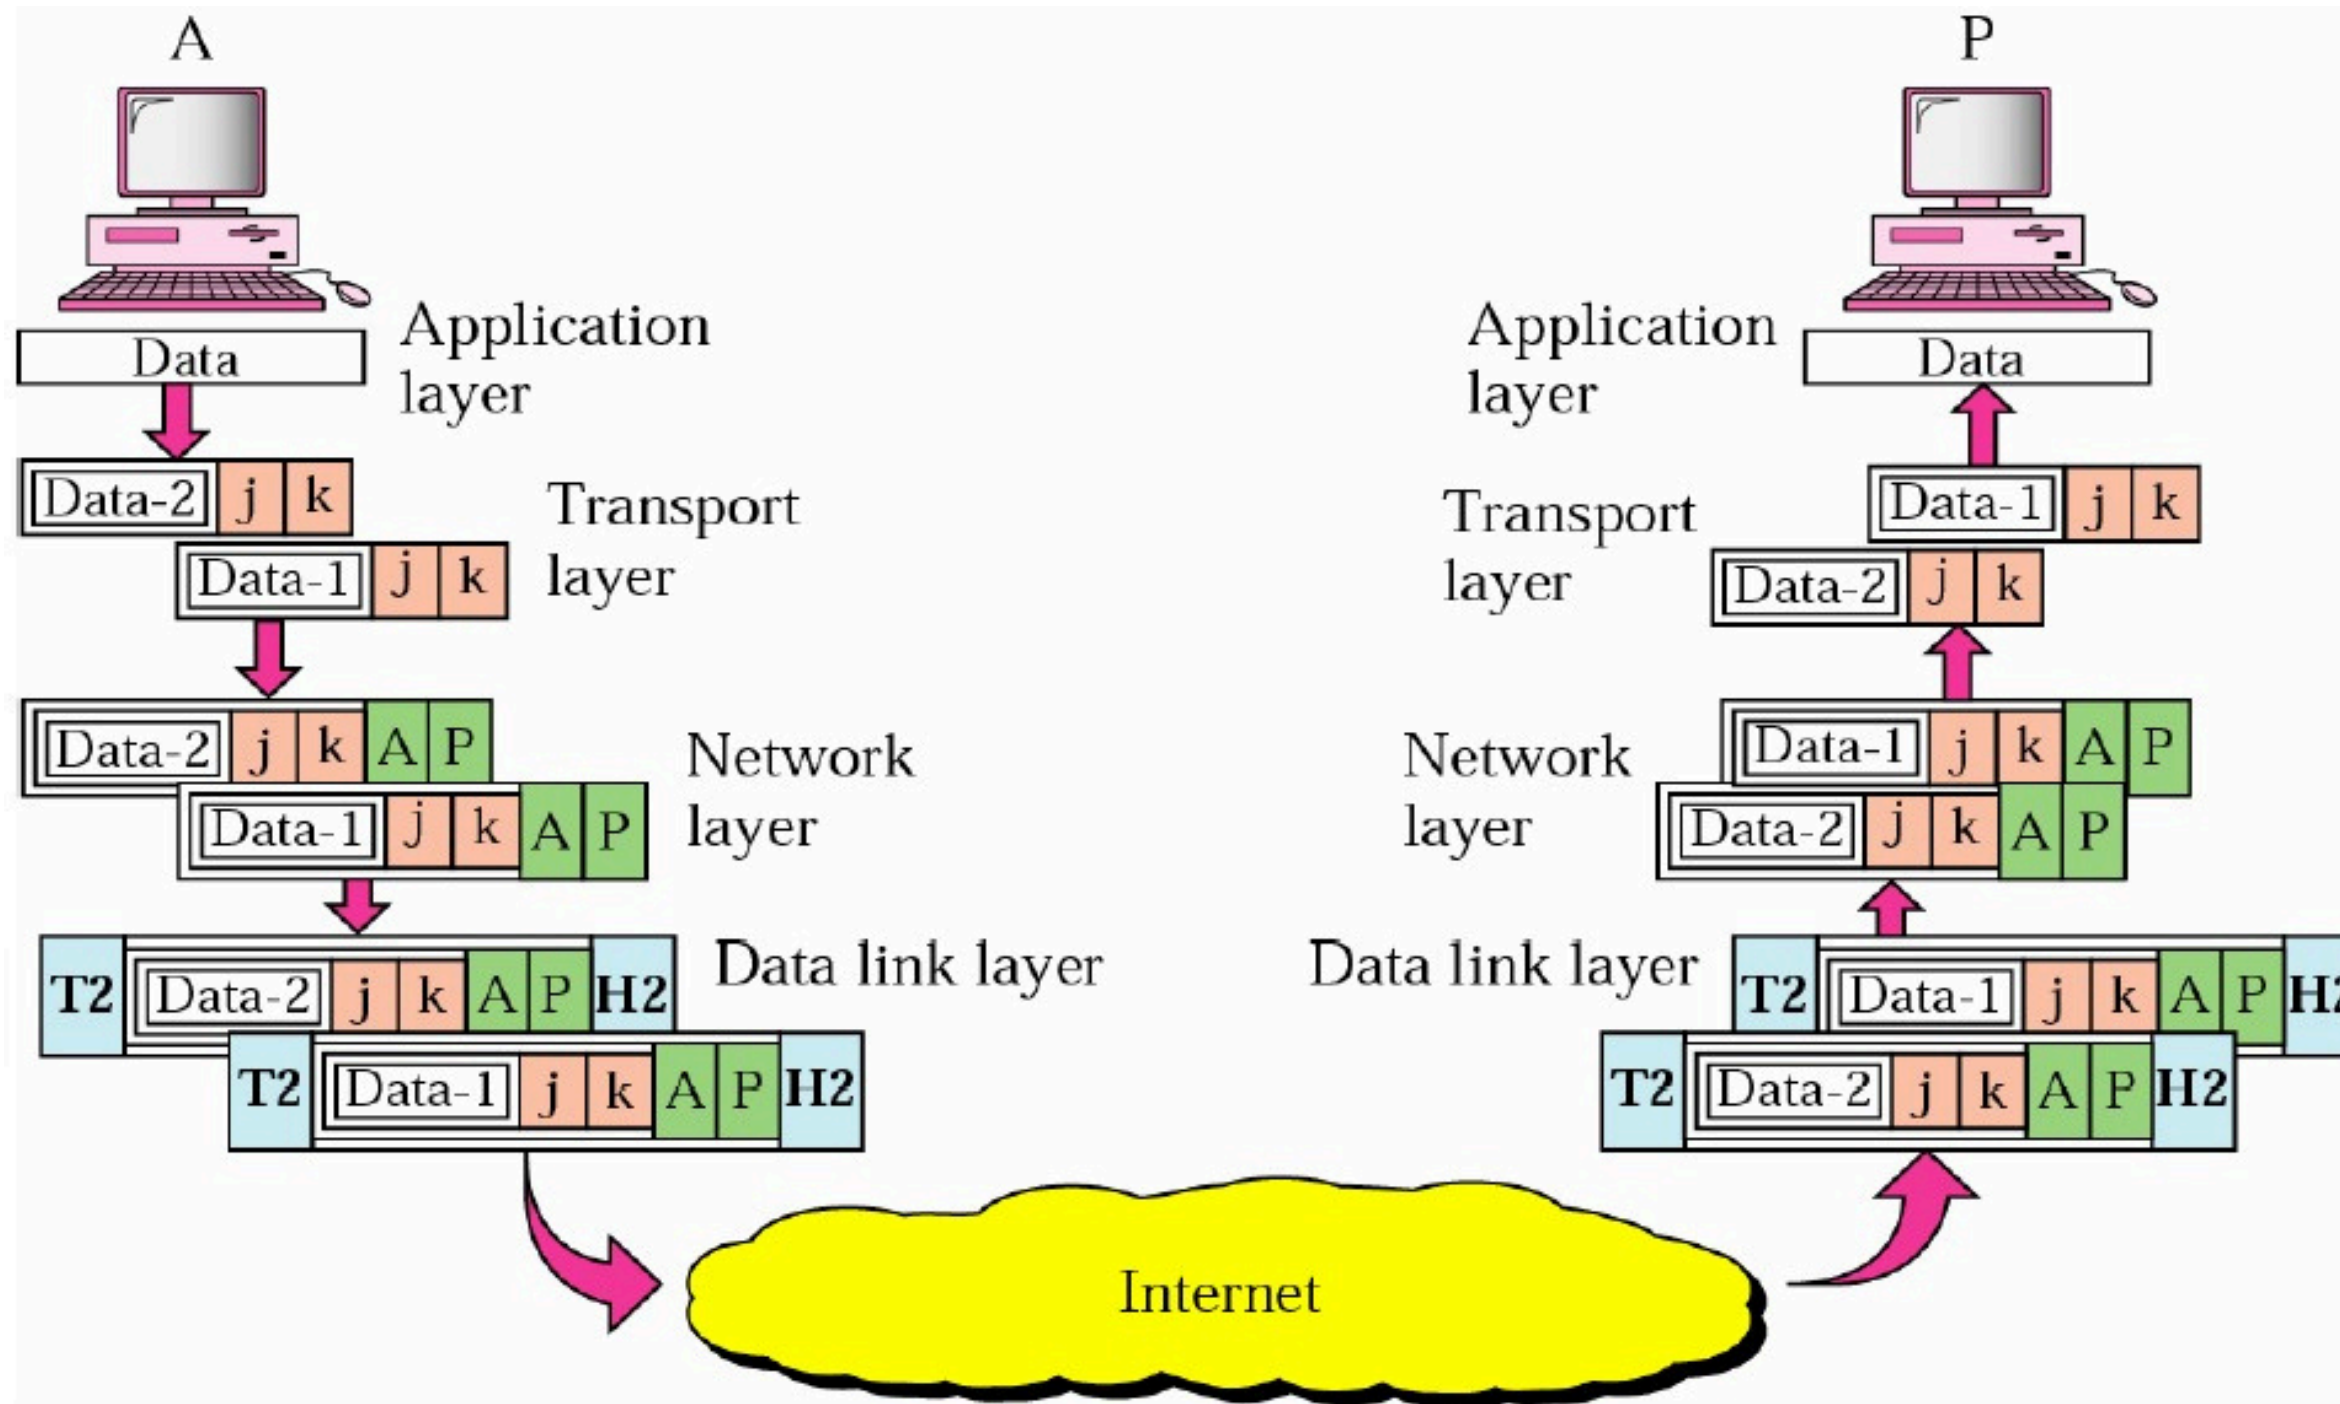 A
Data
Application
layer
Data-2 j k
Data-1 j k
Transport
layer
Data-2 j k A P
Data-1 j k A P
Network
layer
T2 Data-2 j k A P H2
T2 Data-1 j k A P H2
Data link layer
Internet
P
Application
layer
Data
Transport
layer
Data-1 j k
Data-2 j k
Network
layer
Data-1 j k A P
Data-2 j k A P
Data link layer
T2 Data-1 j k A P H2
T2 Data-2 j k A P H2